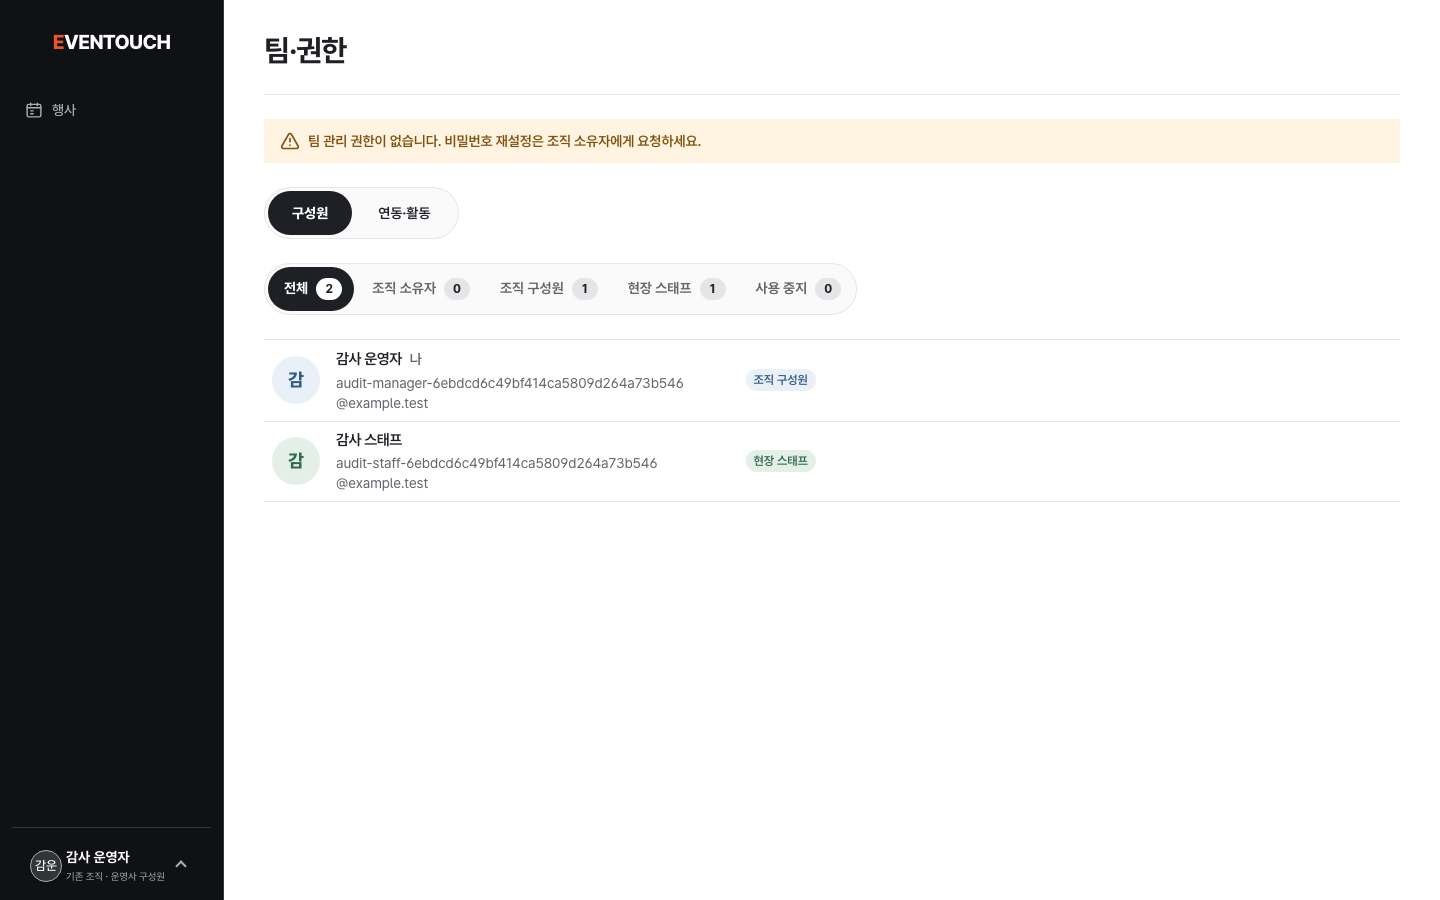 EVENTOUCH
행사
팀·권한
팀 관리 권한이 없습니다. 비밀번호 재설정은 조직 소유자에게 요청하세요.
구성원 연동·활동
전체 2 조직 소유자 0 조직 구성원 1 현장 스태프 1 사용 중지 0
감
감사 운영자 나
audit-manager-6ebdcd6c49bf414ca5809d264a73b546
@example.test
조직 구성원
감
감사 스태프
audit-staff-6ebdcd6c49bf414ca5809d264a73b546
@example.test
현장 스태프
감운
감사 운영자
기존 조직 · 운영사 구성원